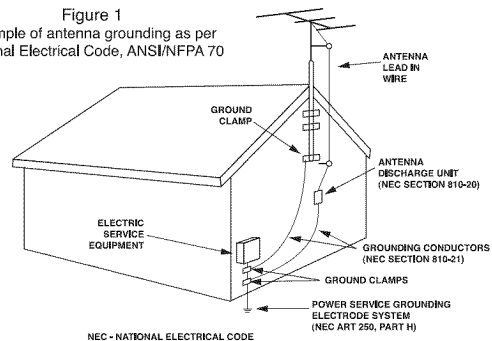 Figure 1
mple of antenna grounding as per
nal Electrical Code, ANSI/NFPA 70
ANTENNA
LEAD IN
WIRE
GROUND
CLAMP
ANTENNA
DISCHARGE UNIT
(NEC SECTION 810-20)
ELECTRIC
SERVICE
EQUIPMENT
GROUNDING CONDUCTORS
(NEC SECTION 810-21)
GROUND CLAMPS
POWER SERVICE GROUNDING
ELECTRODE SYSTEM
(NEC ART 250, PART H)
NEC - NATIONAL ELECTRICAL CODE